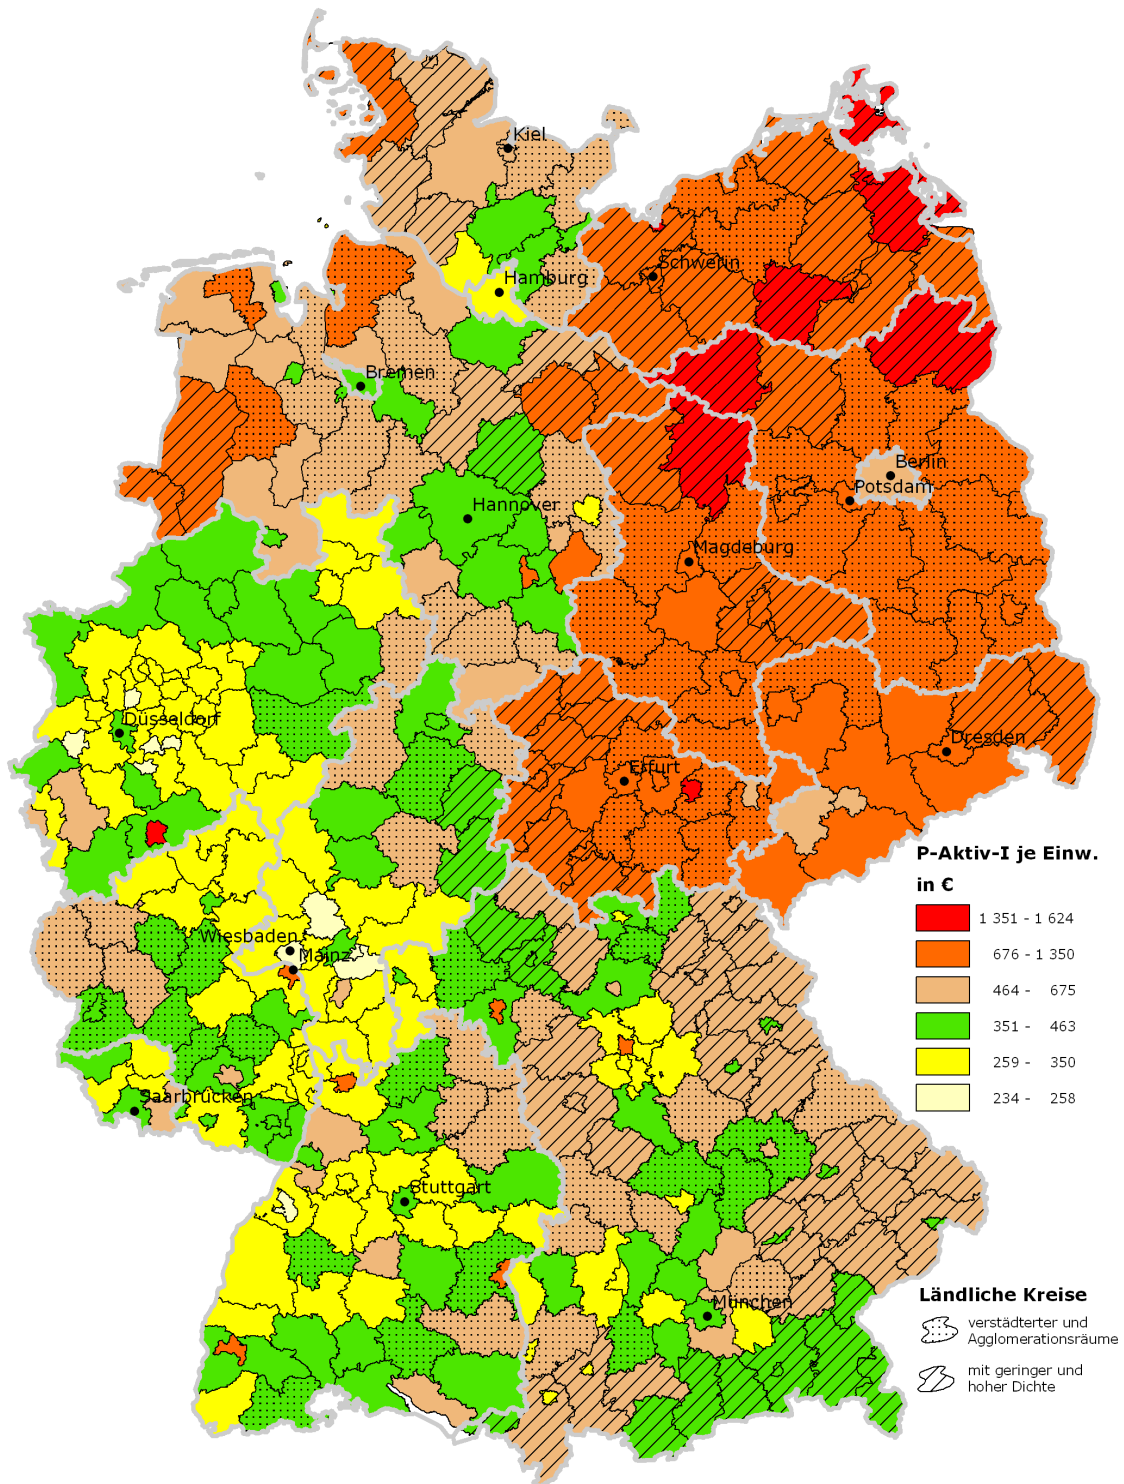 Kiel
Schwerin
Hamburg
Bremen
Berlin
Potsdam
Hannover
Magdeburg
Düsseldorf
Dresden
Erfurt
P-Aktiv-I je Einw.
in €
1 351 - 1 624
676 - 1 350
464 - 675
351 - 463
259 - 350
234 - 258
Wiesbaden
Mainz
Saarbrücken
Stuttgart
München
Ländliche Kreise
verstädterter und
Agglomerationsräume
mit geringer und
hoher Dichte